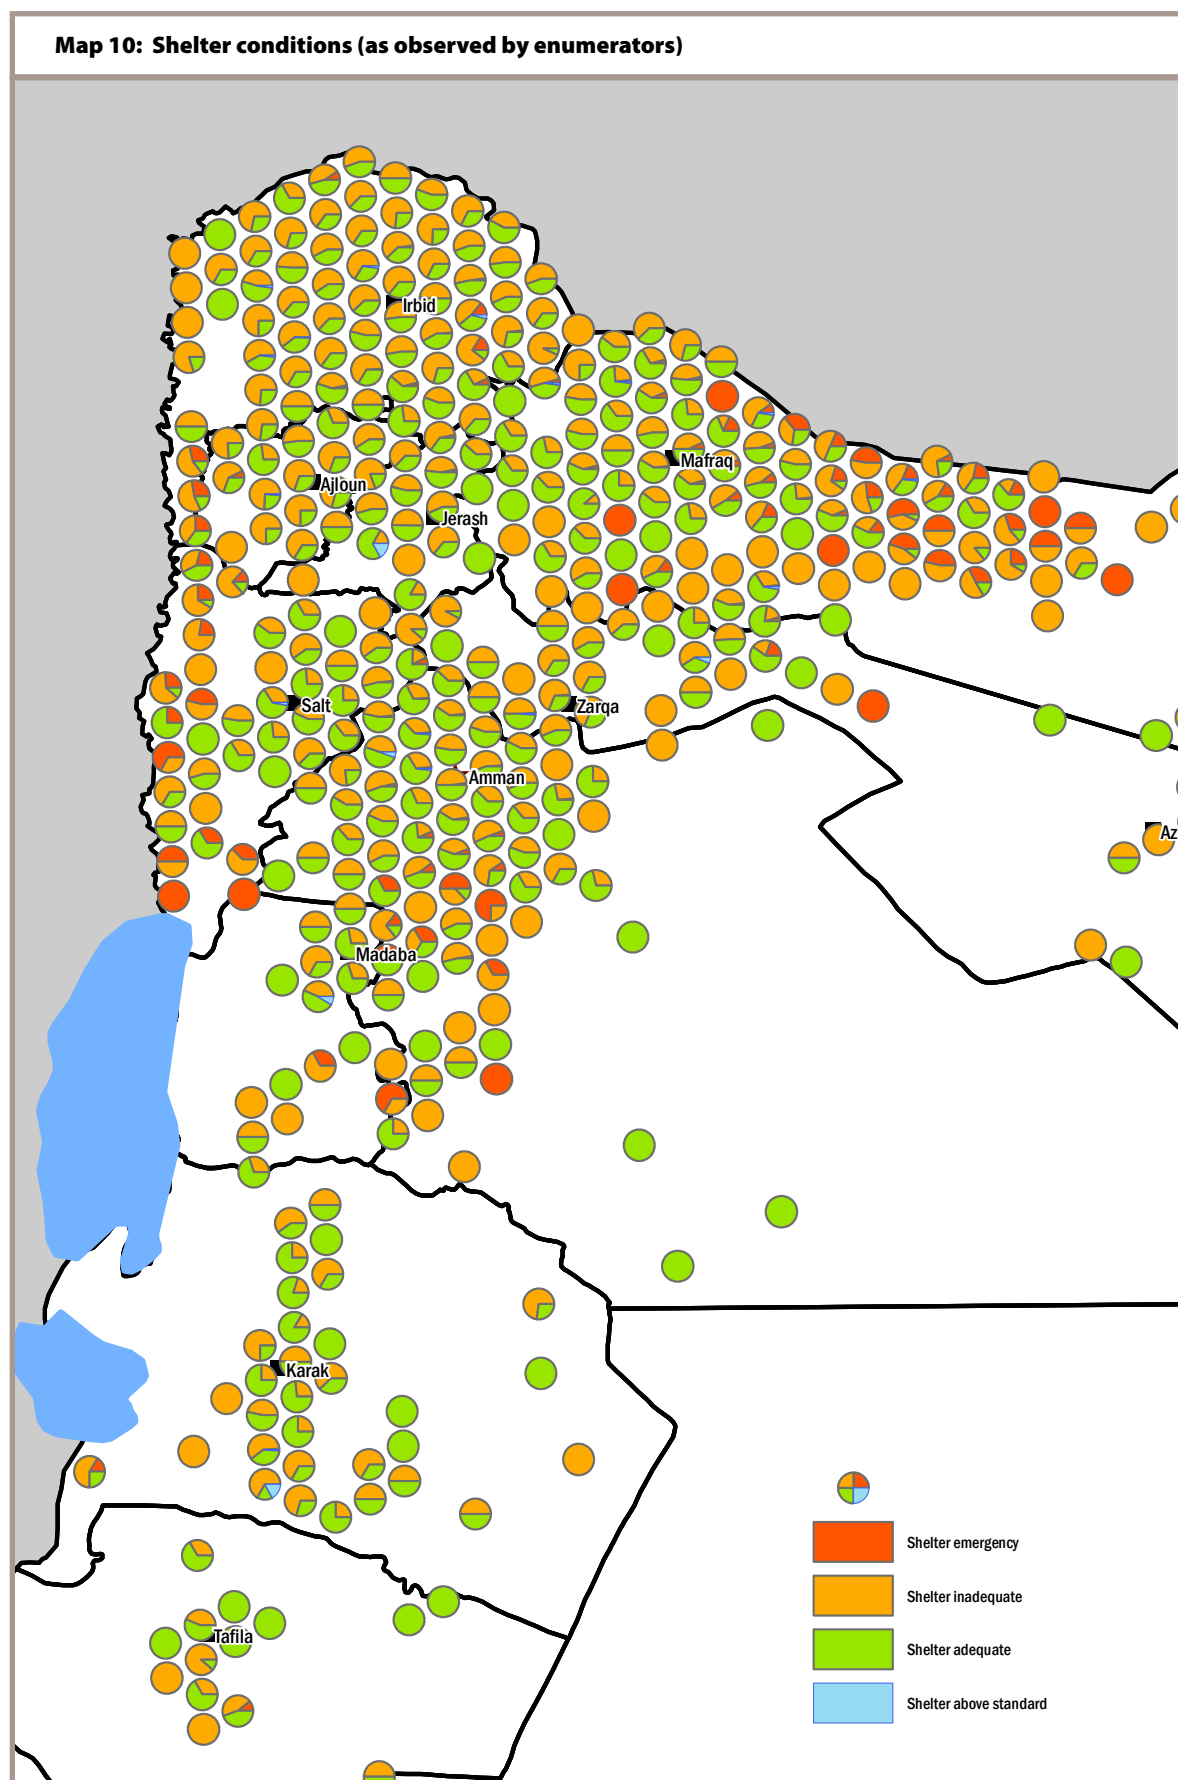 Map 10: Shelter conditions (as observed by enumerators)
Irbid
Mafraq
Ajloun
Jerash
Salt
Zarqa
Amman
Az
Madaba
Karak
Shelter emergency
Shelter inadequate
Tafila
Shelter adequate
Shelter above standard